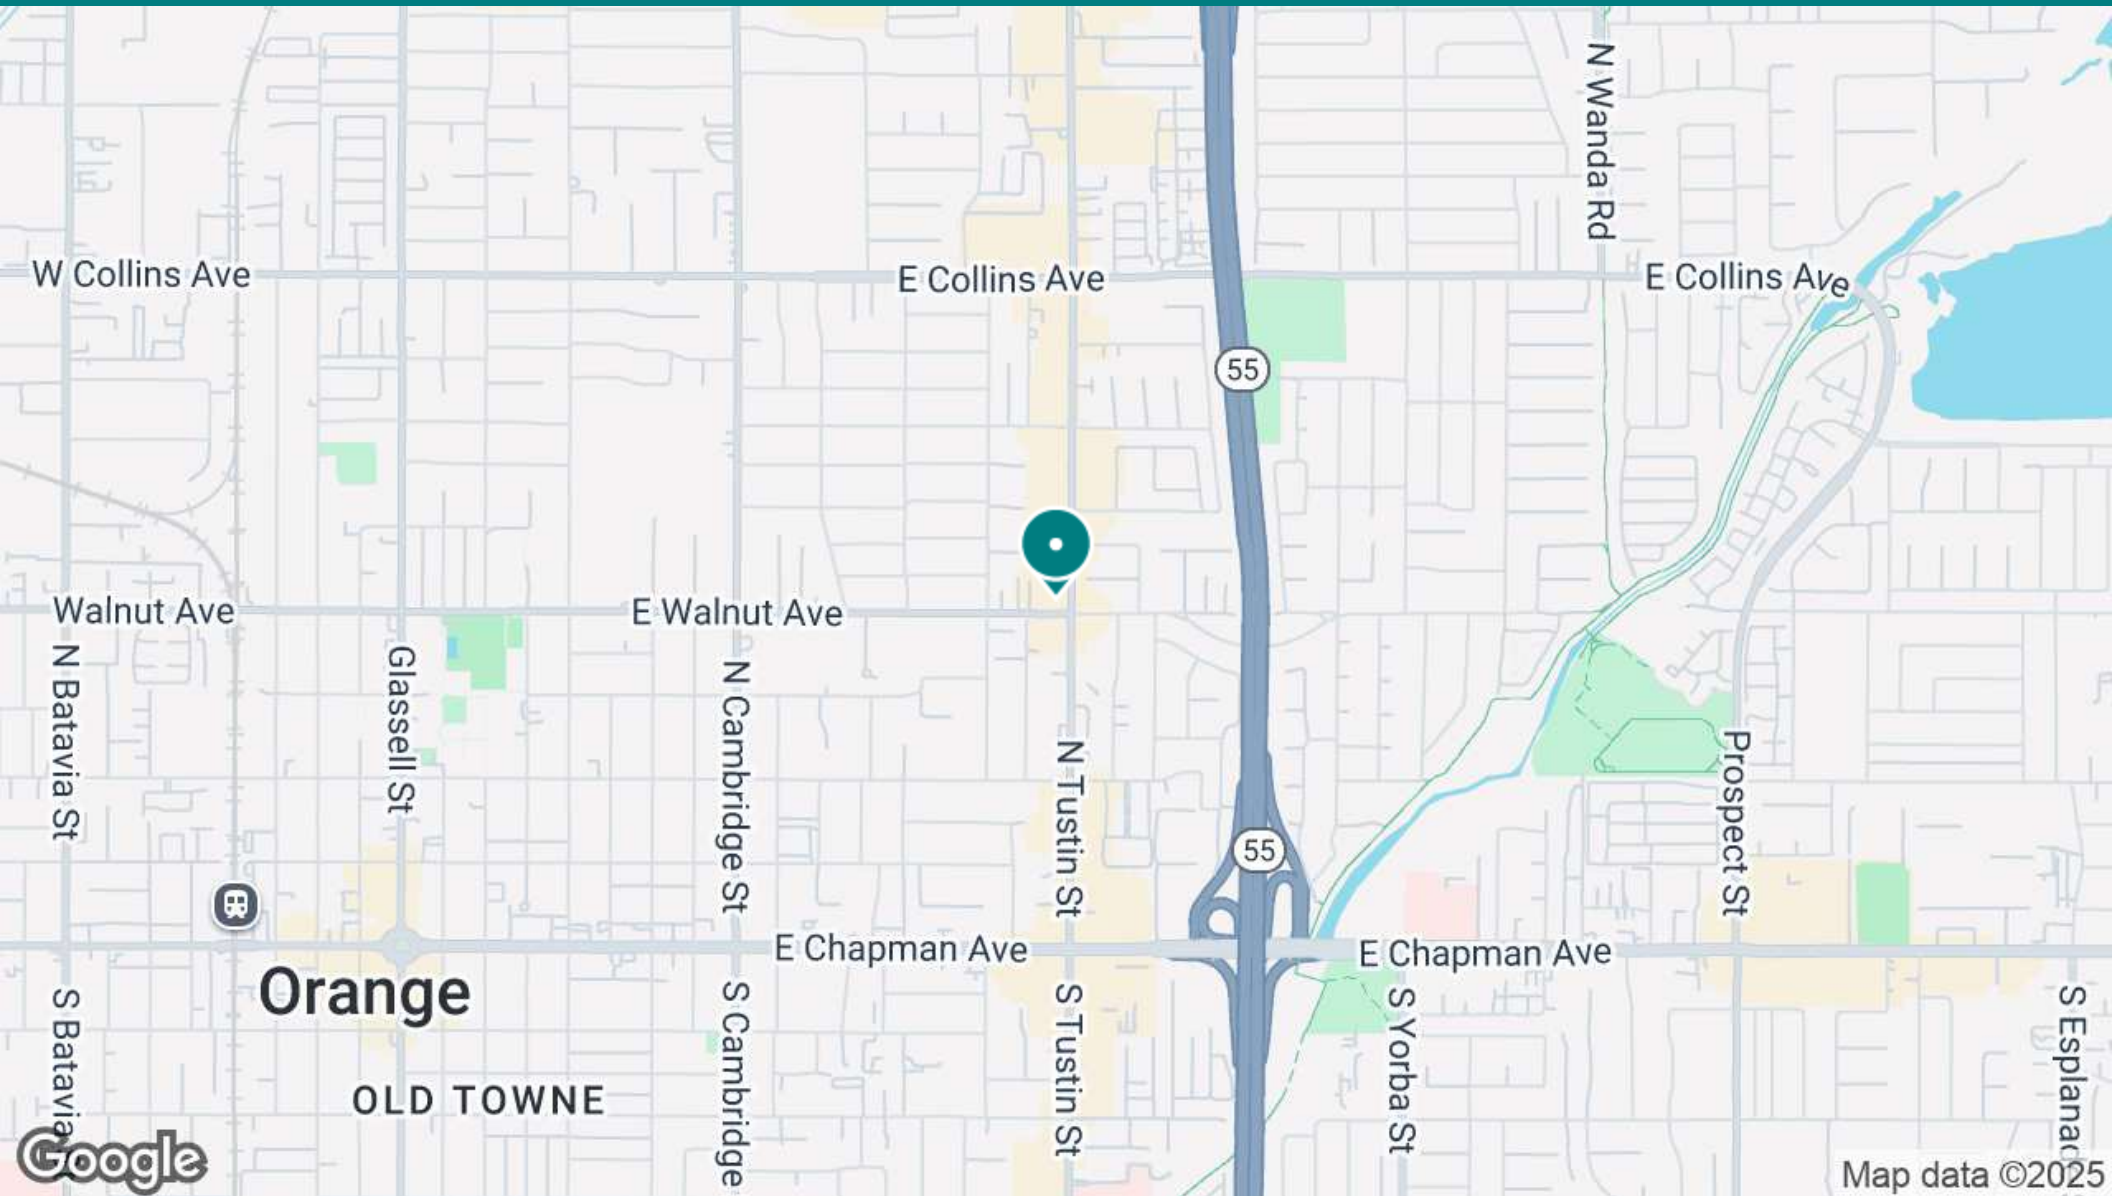 N Wanda Rd
W Collins Ave
E Collins Ave
E Collins Ave
55
Walnut Ave
E Walnut Ave
N Batavia St
Glassell St
N Cambridge St
N Tustin St
Prospect St
55
E Chapman Ave
E Chapman Ave
Orange
S Batavia
S Cambridge
S Tustin St
S Yorba St
S Esplanad
OLD TOWNE
Google
Map data ©2025